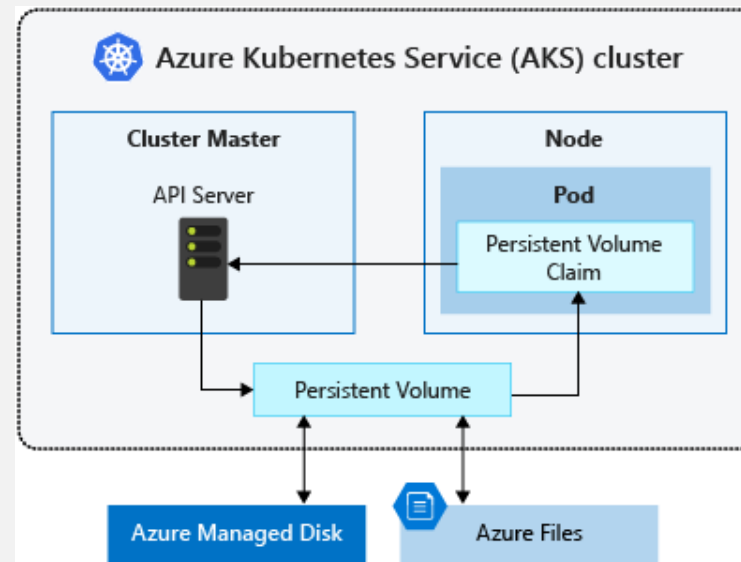 Azure Kubernetes Service (AKS) cluster
Cluster Master
API Server
Node
Pod
Persistent Volume
Claim
Persistent Volume
Azure Managed Disk
Azure Files